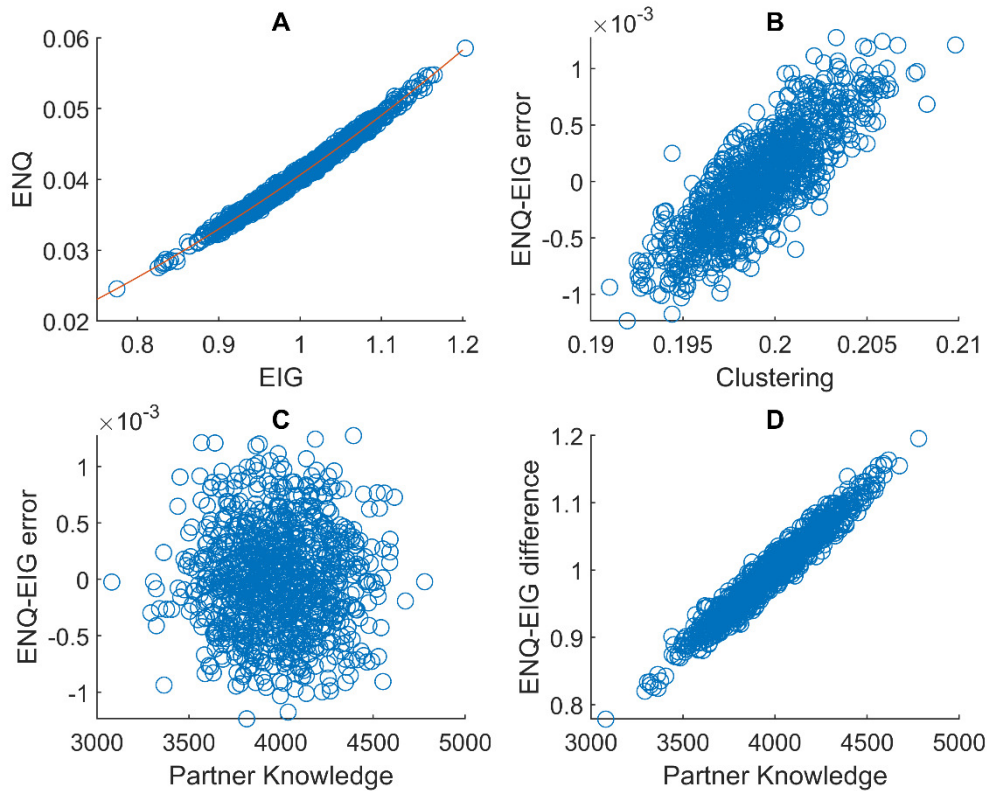 A
ENQ
0.06
0.05
0.04
0.03
0.02
0.8 0.9 1 1.1 1.2
EIG
B
×10-3
ENQ-EIG error
1
0.5
0
-0.5
-1
0.19 0.195 0.2 0.205 0.21
Clustering
C
×10-3
ENQ-EIG error
1
0.5
0
-0.5
-1
3000 3500 4000 4500 5000
Partner Knowledge
D
ENQ-EIG difference
1.2
1.1
1
0.9
0.8
3000 3500 4000 4500 5000
Partner Knowledge